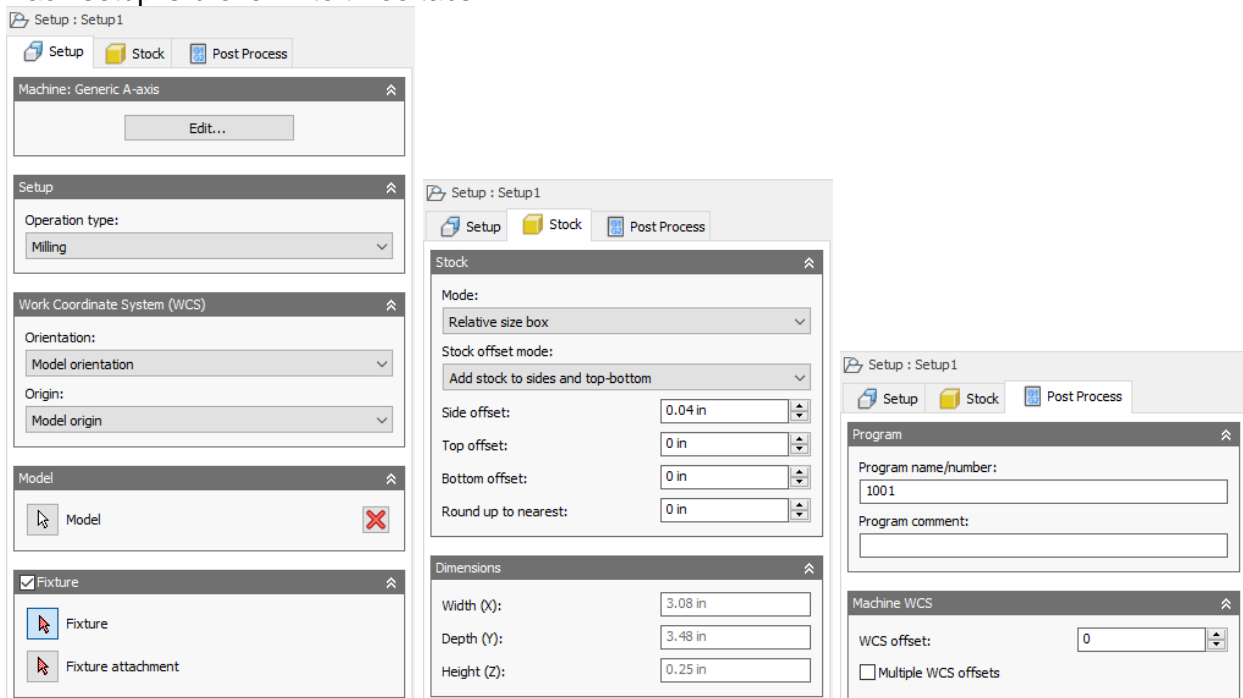 Setup : Setup1
Setup Stock Post Process
Machine: Generic A-axis
Edit...
Setup
Operation type:
Milling
Work Coordinate System (WCS)
Orientation:
Model orientation
Origin:
Model origin
Model
Model
Fixture
Fixture
Fixture attachment
Setup : Setup1
Setup Stock Post Process
Stock
Mode:
Relative size box
Stock offset mode:
Add stock to sides and top-bottom
Side offset: 0.04 in
Top offset: 0 in
Bottom offset: 0 in
Round up to nearest: 0 in
Dimensions
Width (X): 3.08 in
Depth (Y): 3.48 in
Height (Z): 0.25 in
Setup : Setup1
Setup Stock Post Process
Program
Program name/number:
1001
Program comment:
Machine WCS
WCS offset: 0
Multiple WCS offsets